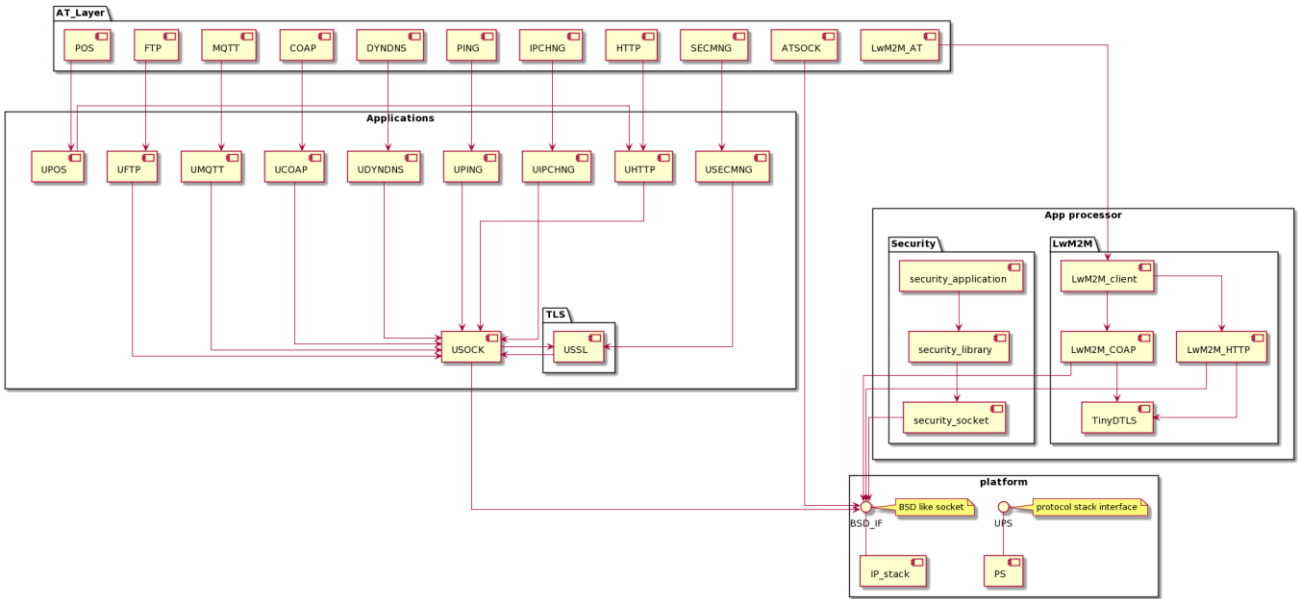 AT_Layer
POS
FTP
MQTT
COAP
DYNDNS
PING
IPCHNG
HTTP
SECMNG
ATSOCK
LwM2M_AT
Applications
UPOS
UFTP
UMQTT
UCOAP
UDYNDNS
UPING
UIPCHNG
UHTTP
USECMNG
TLS
USOCK
USSL
App processor
Security
LwM2M
security_application
LwM2M_client
security_library
LwM2M_COAP
LwM2M_HTTP
security_socket
TinyDTLS
platform
BSD like socket
protocol stack interface
BSD_IF
UPS
IP_stack
PS